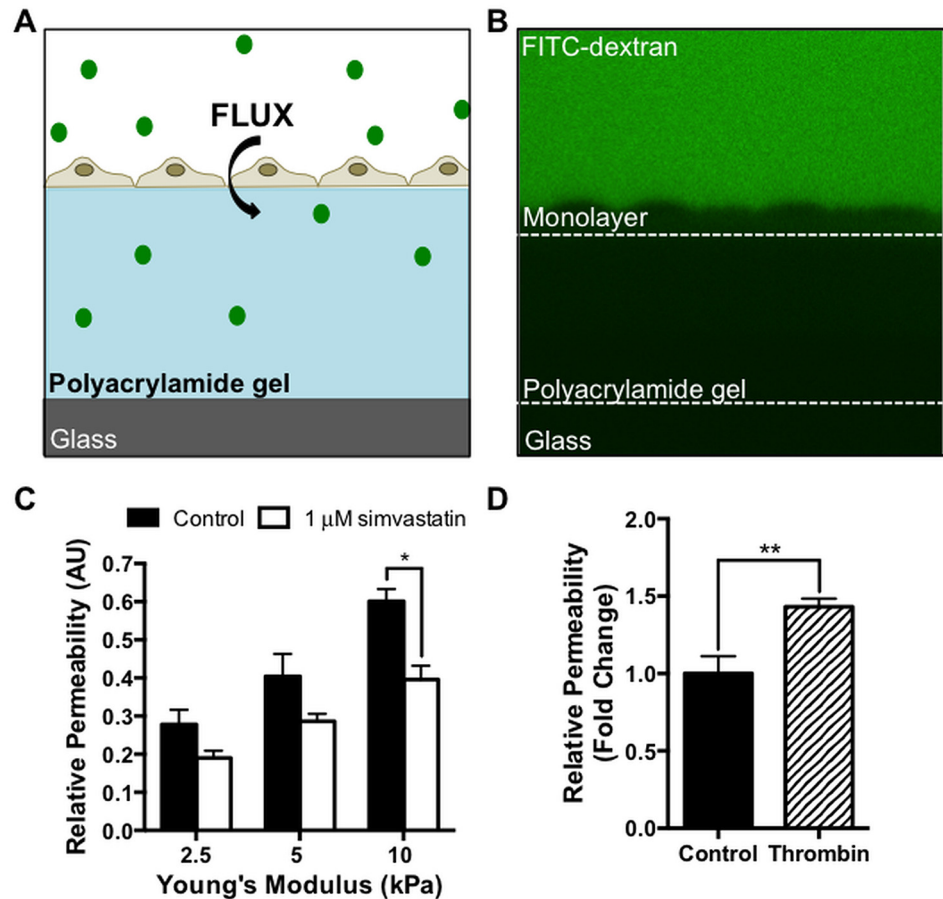 A
FLUX
Polyacrylamide gel
Glass
B
FITC-dextran
Monolayer
Polyacrylamide gel
Glass
C
Control 1 μM simvastatin
Relative Permeability (AU)
0.7
0.6
0.5
0.4
0.3
0.2
0.1
0.0
*
2.5 5 10
Young's Modulus (kPa)
D
Relative Permeability
(Fold Change)
2.0
1.5
1.0
0.5
0.0
**
Control Thrombin